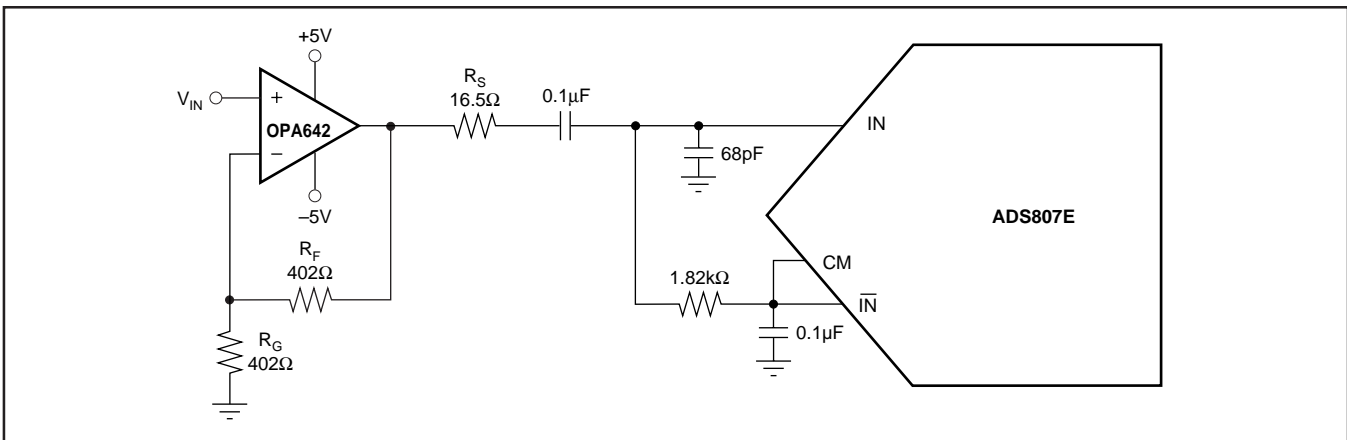 +5V
V_IN
+
OPA642
−
–5V
R_S
16.5Ω
0.1µF
R_F
402Ω
R_G
402Ω
68pF
1.82kΩ
0.1µF
IN
ADS807E
CM
I̅N̅